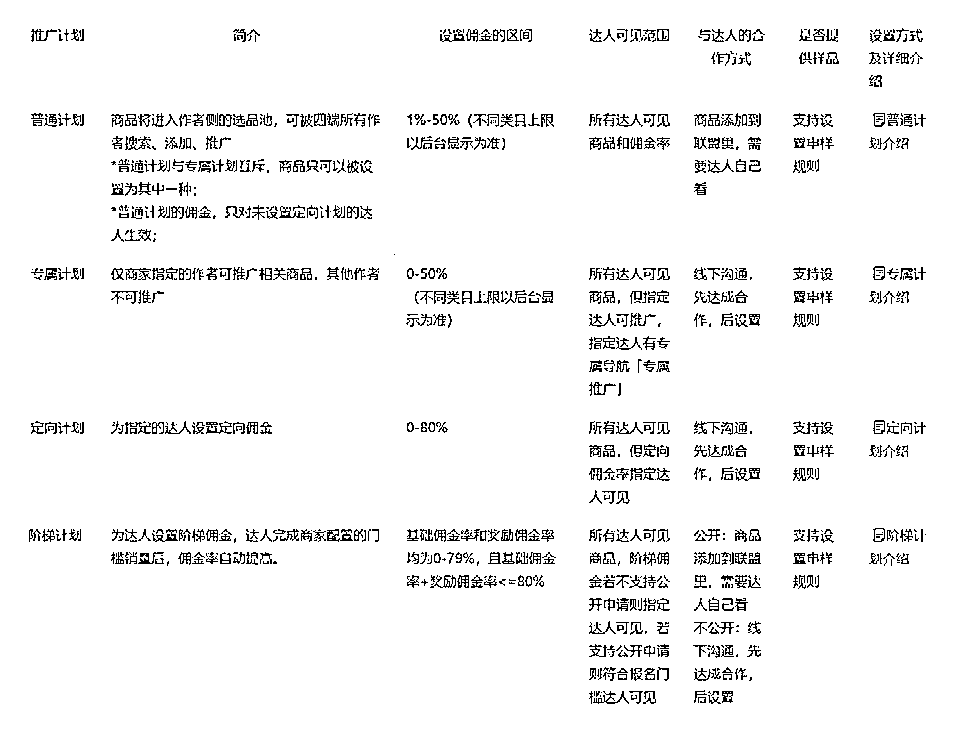 推广计划
简介
设置佣金的区间
达人可见范围
与达人的合
作方式
是否提
供样品
设置方式
及详细介
绍
普通计划
商品将进入作者侧的选品池，可被四端所有作
者搜索、添加、推广
*普通计划与专属计划互斥，商品只可以被设
置为其中一种；
*普通计划的佣金，只对未设置定向计划的达
人生效；
1%-50%（不同类目上限
以后台显示为准）
所有达人可见
商品和佣金率
商品添加到
联盟里，需
要达人自己
看
支持设
置申样
规则
普通计
划介绍
专属计划
仅商家指定的作者可推广相关商品，其他作者
不可推广
0-50%
（不同类目上限以后台显
示为准）
所有达人可见
商品，但指定
达人可推广，
指定达人有专
属导航「专属
推广」
线下沟通，
先达成合
作，后设置
支持设
置申样
规则
专属计
划介绍
定向计划
为指定的达人设置定向佣金
0-80%
所有达人可见
商品，但定向
佣金率指定达
人可见
线下沟通，
先达成合
作，后设置
支持设
置申样
规则
定向计
划介绍
阶梯计划
为达人设置阶梯佣金，达人完成商家配置的门
槛销量后，佣金率自动提高。
基础佣金率和奖励佣金率
均为0-79%，且基础佣金
率+奖励佣金率<=80%
所有达人可见
商品，阶梯佣
金若不支持公
开申请则指定
达人可见，若
支持公开申请
则符合报名门
槛达人可见
公开：商品
添加到联盟
里，需要达
人自己看
不公开：线
下沟通，先
达成合作，
后设置
支持设
置申样
规则
阶梯计
划介绍